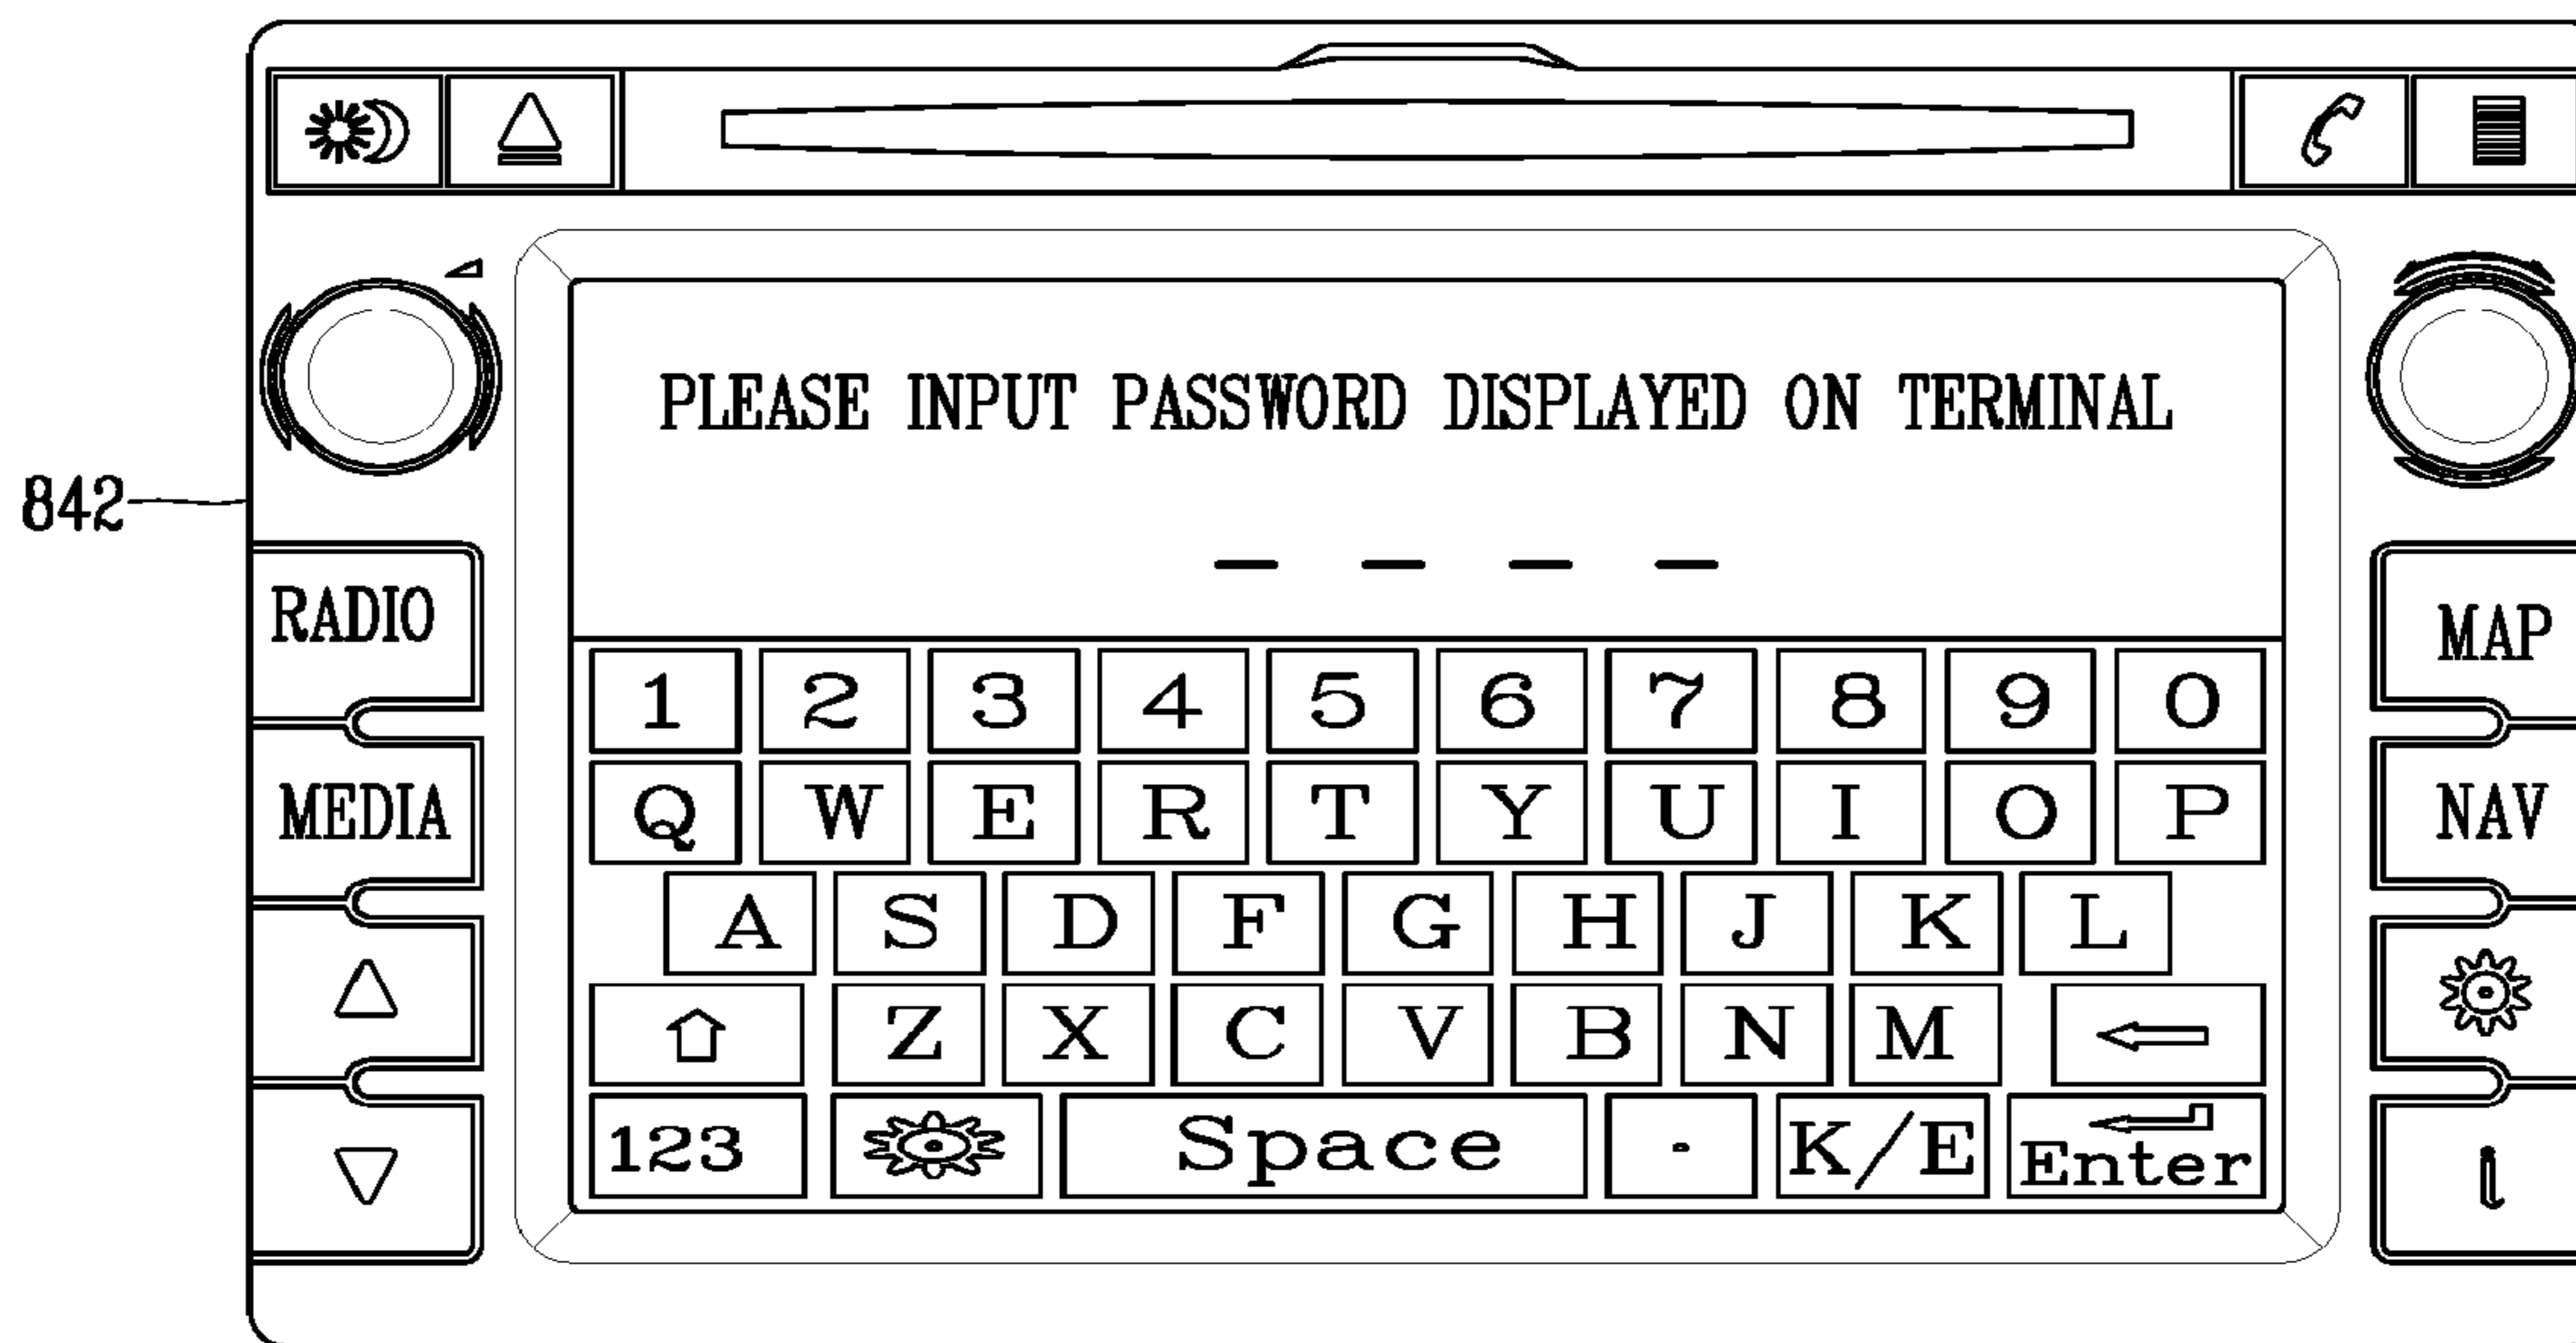 PLEASE INPUT PASSWORD DISPLAYED ON TERMINAL
842
RADIO
MAP
1 2 3 4 5 6 7 8 9 0
MEDIA
Q W E R T Y U I O P
NAV
A S D F G H J K L
Z X C V B N M
123 Space . K/E Enter
i